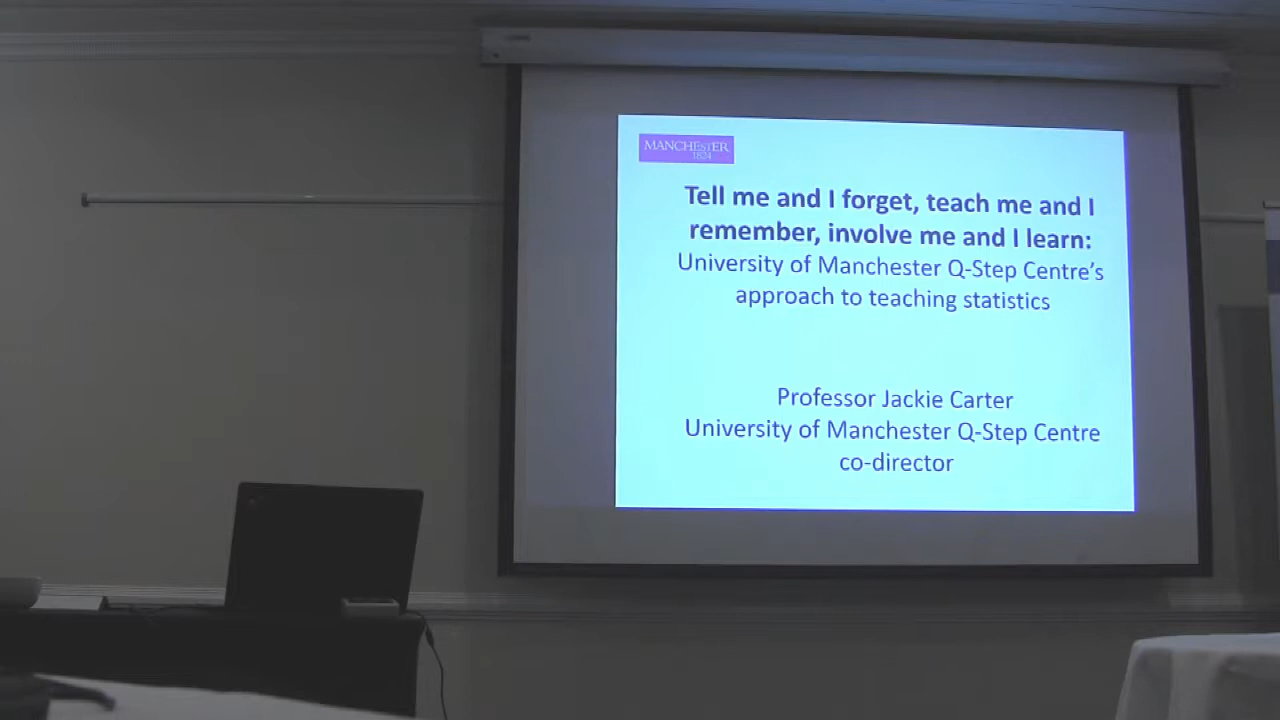 MANCHESTER
1824
Tell me and I forget, teach me and I
remember, involve me and I learn:
University of Manchester Q-Step Centre’s
approach to teaching statistics
Professor Jackie Carter
University of Manchester Q-Step Centre
co-director